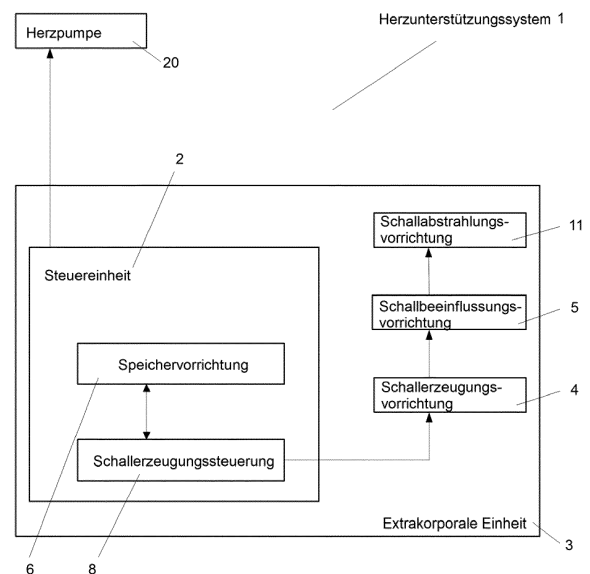 Herzpumpe
20
Herzunterstützungssystem 1
2
Schallabstrahlungs-
vorrichtung
11
Steuereinheit
Schallbeeinflussungs-
vorrichtung
5
Speichervorrichtung
Schallerzeugungs-
vorrichtung
4
Schallerzeugungssteuerung
Extrakorporale Einheit
3
6
8